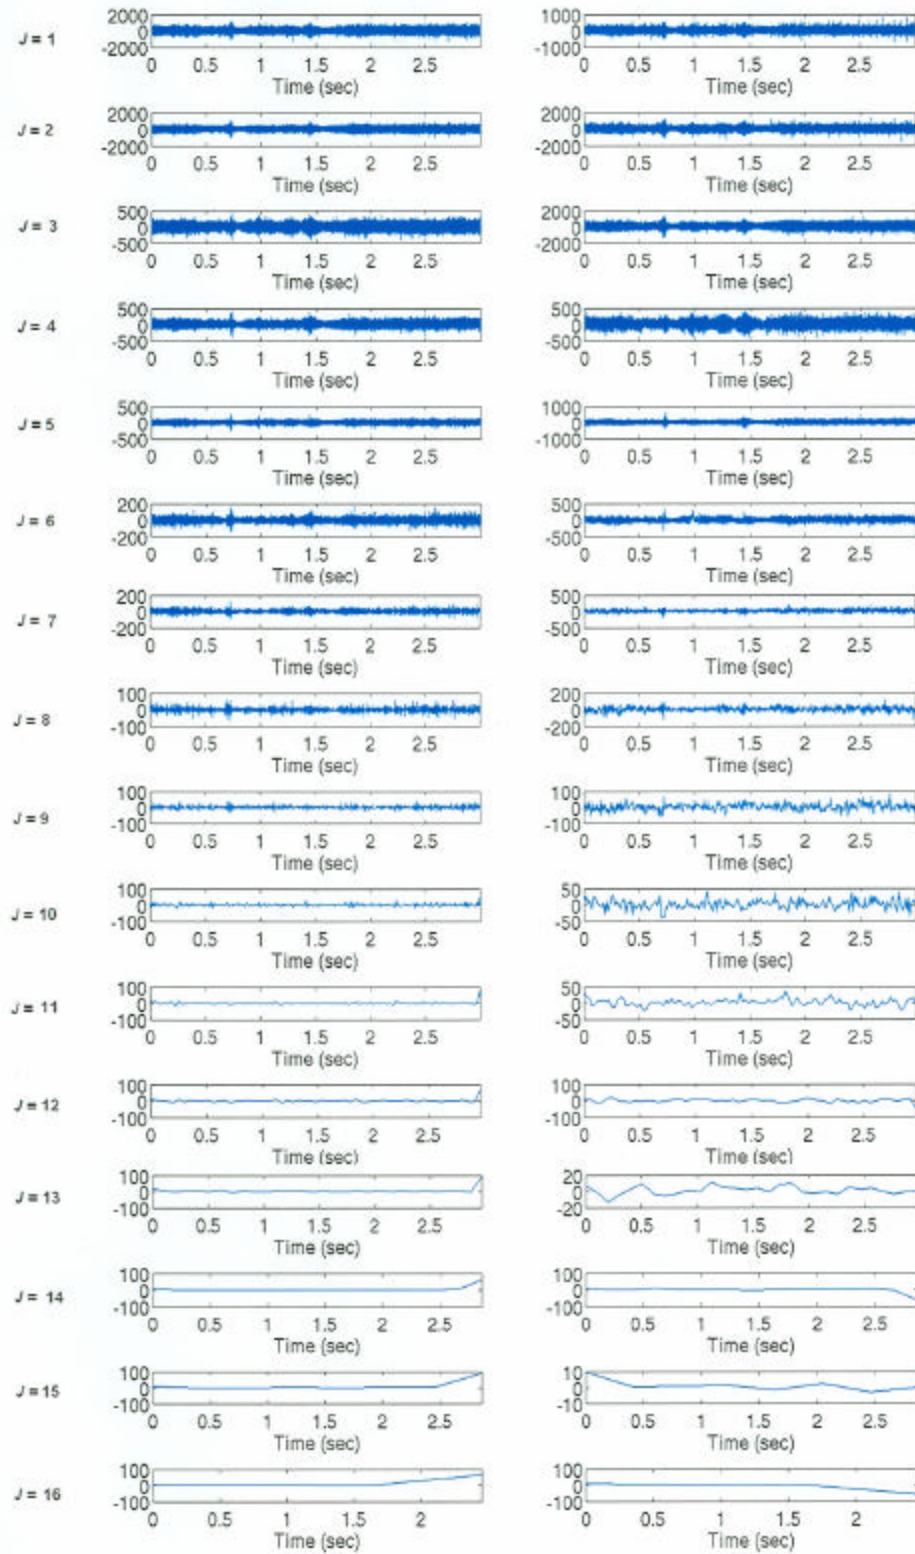 2000 1000
J = 1 0 0
-2000 -1000
0 0.5 1 1.5 2 2.5 0 0.5 1 1.5 2 2.5
Time (sec) Time (sec)
2000 2000
J = 2 0 0
-2000 -2000
0 0.5 1 1.5 2 2.5 0 0.5 1 1.5 2 2.5
Time (sec) Time (sec)
500 2000
J = 3 0 0
-500 -2000
0 0.5 1 1.5 2 2.5 0 0.5 1 1.5 2 2.5
Time (sec) Time (sec)
500 500
J = 4 0 0
-500 -500
0 0.5 1 1.5 2 2.5 0 0.5 1 1.5 2 2.5
Time (sec) Time (sec)
500 1000
J = 5 0 0
-500 -1000
0 0.5 1 1.5 2 2.5 0 0.5 1 1.5 2 2.5
Time (sec) Time (sec)
200 500
J = 6 0 0
-200 -500
0 0.5 1 1.5 2 2.5 0 0.5 1 1.5 2 2.5
Time (sec) Time (sec)
200 500
J = 7 0 0
-200 -500
0 0.5 1 1.5 2 2.5 0 0.5 1 1.5 2 2.5
Time (sec) Time (sec)
100 200
J = 8 0 0
-100 -200
0 0.5 1 1.5 2 2.5 0 0.5 1 1.5 2 2.5
Time (sec) Time (sec)
100 100
J = 9 0 0
-100 -100
0 0.5 1 1.5 2 2.5 0 0.5 1 1.5 2 2.5
Time (sec) Time (sec)
100 50
J = 10 0 0
-100 -50
0 0.5 1 1.5 2 2.5 0 0.5 1 1.5 2 2.5
Time (sec) Time (sec)
100 50
J = 11 0 0
-100 -50
0 0.5 1 1.5 2 2.5 0 0.5 1 1.5 2 2.5
Time (sec) Time (sec)
100 100
J = 12 0 0
-100 -100
0 0.5 1 1.5 2 2.5 0 0.5 1 1.5 2 2.5
Time (sec) Time (sec)
100 20
J = 13 0 0
-100 -20
0 0.5 1 1.5 2 2.5 0 0.5 1 1.5 2 2.5
Time (sec) Time (sec)
100 100
J = 14 0 0
-100 -100
0 0.5 1 1.5 2 2.5 0 0.5 1 1.5 2 2.5
Time (sec) Time (sec)
100 10
J = 15 0 0
-100 -10
0 0.5 1 1.5 2 2.5 0 0.5 1 1.5 2 2.5
Time (sec) Time (sec)
100 100
J = 16 0 0
-100 -100
0 0.5 1 1.5 2 0 0.5 1 1.5 2
Time (sec) Time (sec)